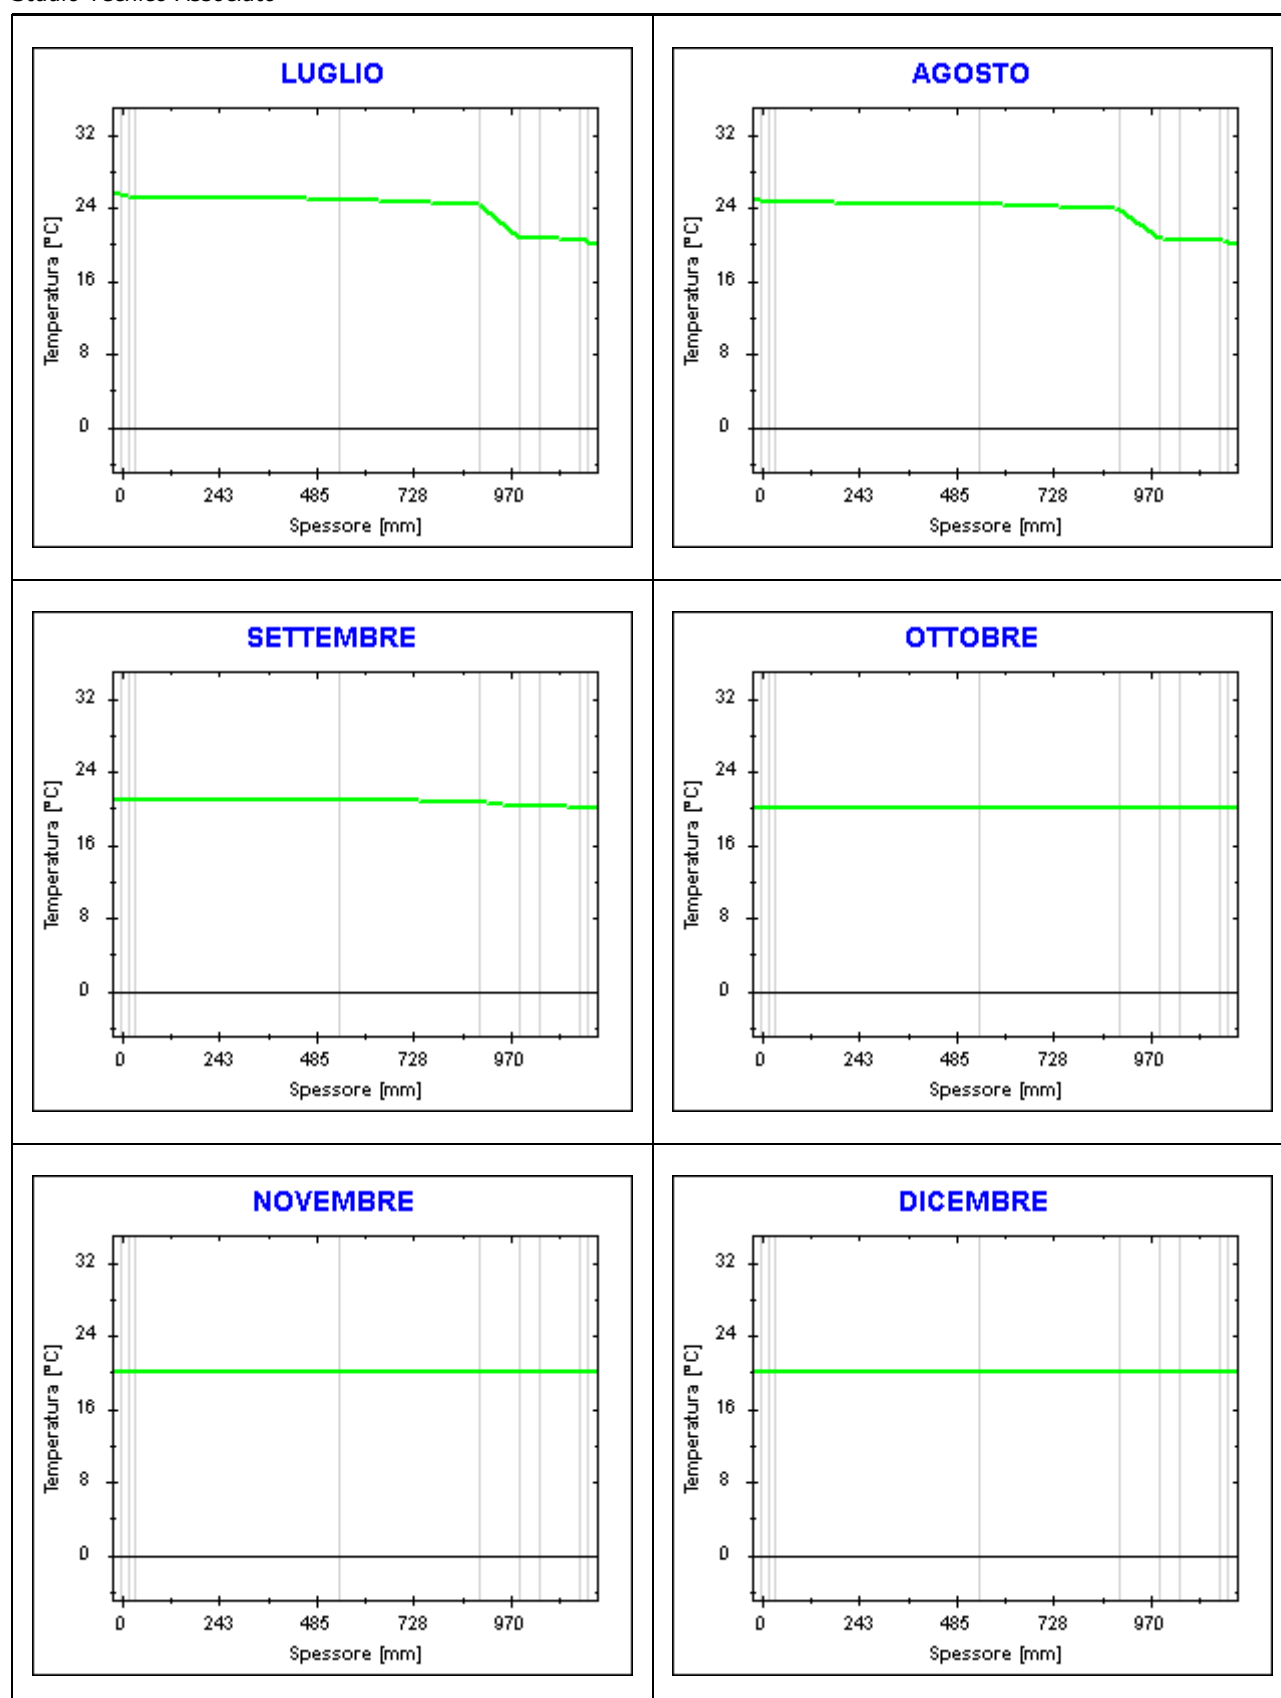 Studio Tecnico Associato
LUGLIO
32
24
16
8
0
Temperatura [°C]
0 243 485 728 970
Spessore [mm]
AGOSTO
32
24
16
8
0
Temperatura [°C]
0 243 485 728 970
Spessore [mm]
SETTEMBRE
32
24
16
8
0
Temperatura [°C]
0 243 485 728 970
Spessore [mm]
OTTOBRE
32
24
16
8
0
Temperatura [°C]
0 243 485 728 970
Spessore [mm]
NOVEMBRE
32
24
16
8
0
Temperatura [°C]
0 243 485 728 970
Spessore [mm]
DICEMBRE
32
24
16
8
0
Temperatura [°C]
0 243 485 728 970
Spessore [mm]